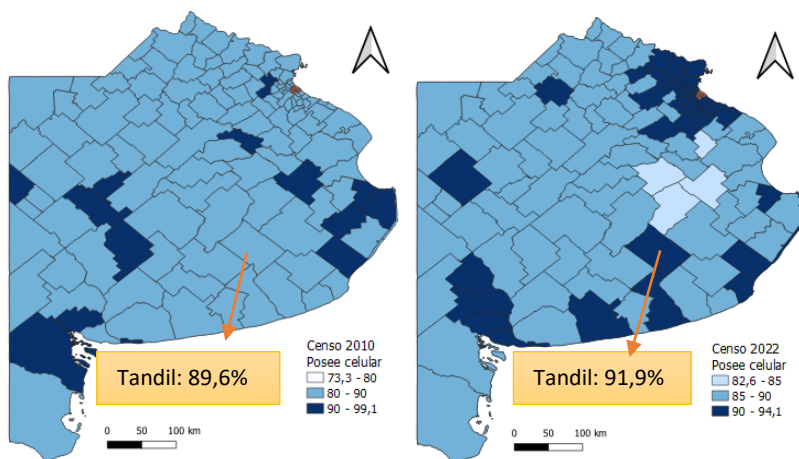 Censo 2010
Posee celular
73,3 - 80
80 - 90
90 - 99,1
Tandil: 89,6%
0 50 100 km
Censo 2022
Posee celular
82,6 - 85
85 - 90
90 - 94,1
Tandil: 91,9%
0 50 100 km